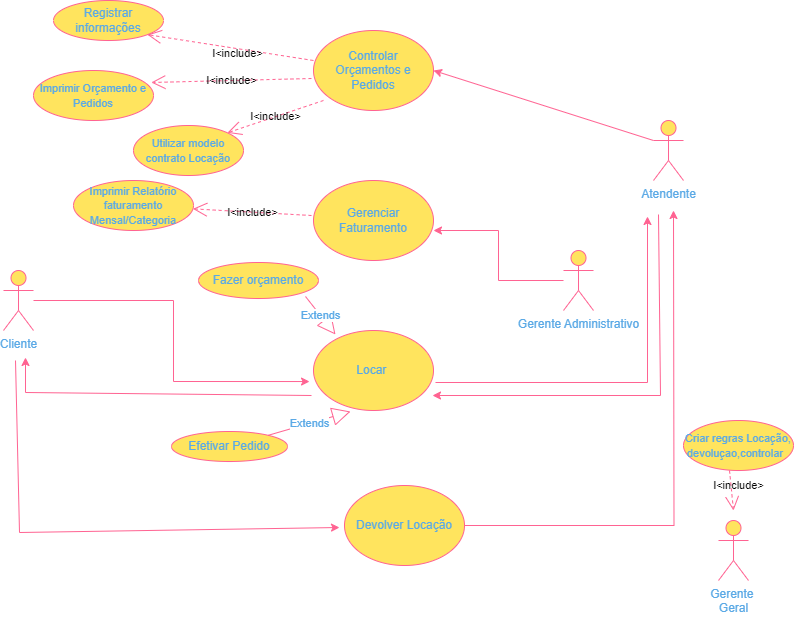 Registrar
informações
I<include>
Controlar
Orçamentos e
Pedidos
Imprimir Orçamento e
Pedidos
I<include>
I<include>
Utilizar modelo
contrato Locação
Atendente
Imprimir Relatório
faturamento
Mensal/Categoria
I<include>
Gerenciar
Faturamento
Fazer orçamento
Gerente Administrativo
Extends
Cliente
Locar
Extends
Efetivar Pedido
Criar regras Locação,
devoluçao,controlar
I<include>
Devolver Locação
Gerente
Geral